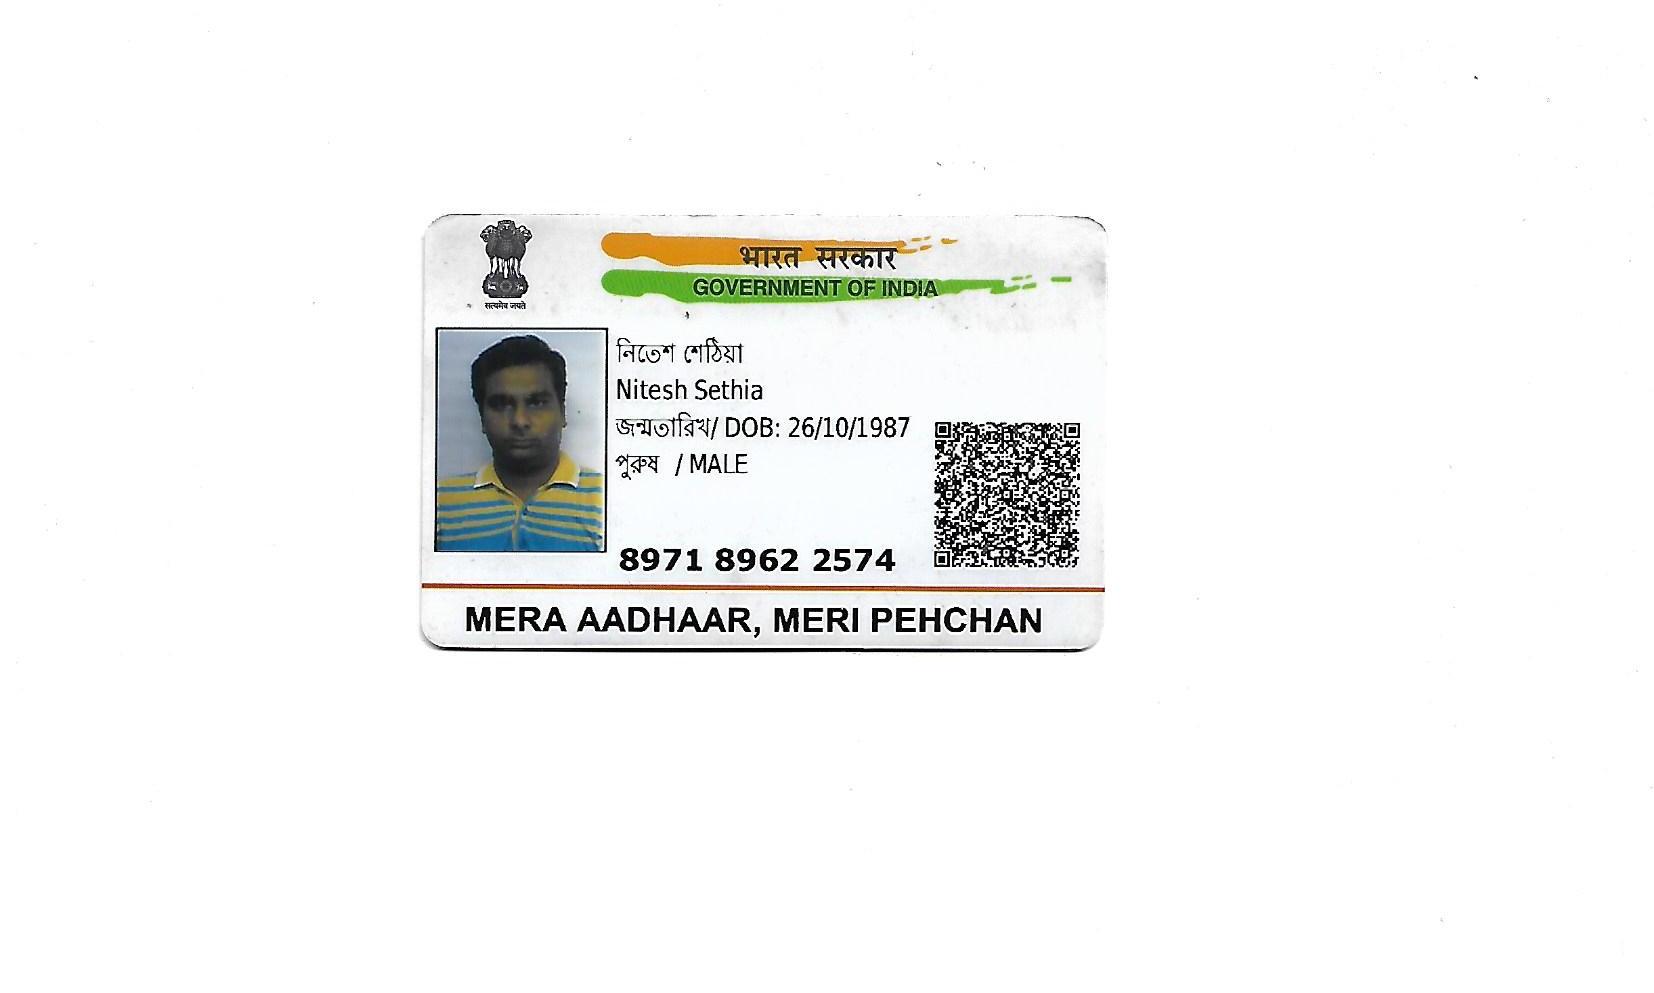 भारत सरकार
GOVERNMENT OF INDIA
सत्यमेव जयते
নিতেশ শেঠিয়া
Nitesh Sethia
জন্মতারিখ/ DOB: 26/10/1987
পুরুষ / MALE
8971 8962 2574
MERA AADHAAR, MERI PEHCHAN